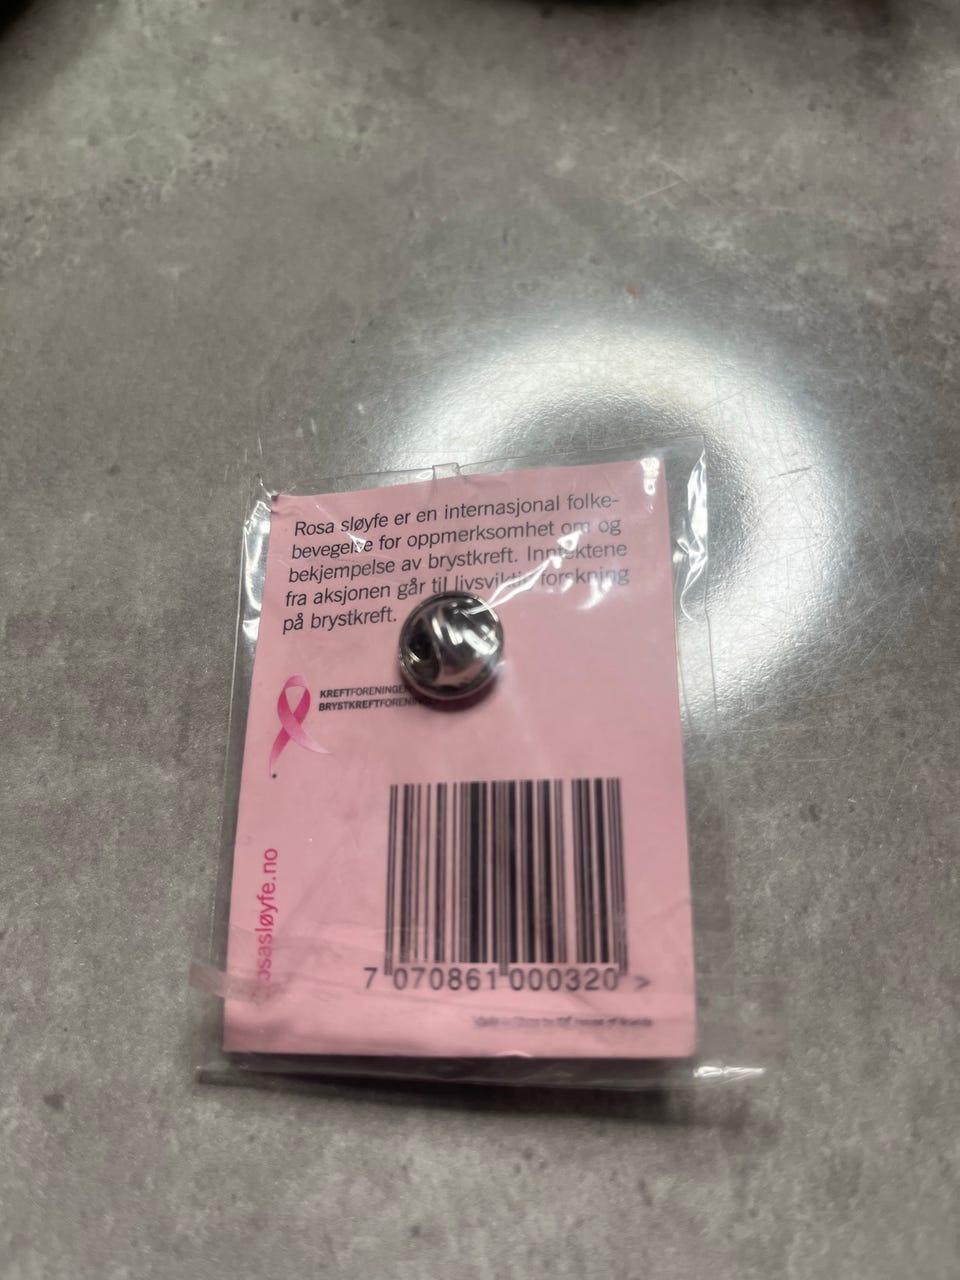 Rosa sløyfe er en internasjonal folke-
bevegelse for oppmerksomhet om og
bekjempelse av brystkreft. Inntektene
fra aksjonen går til livsviktig forskning
på brystkreft.
KREFTFORENINGEN
BRYSTKREFTFORENINGEN
rosasløyfe.no
7 070861 000320 >